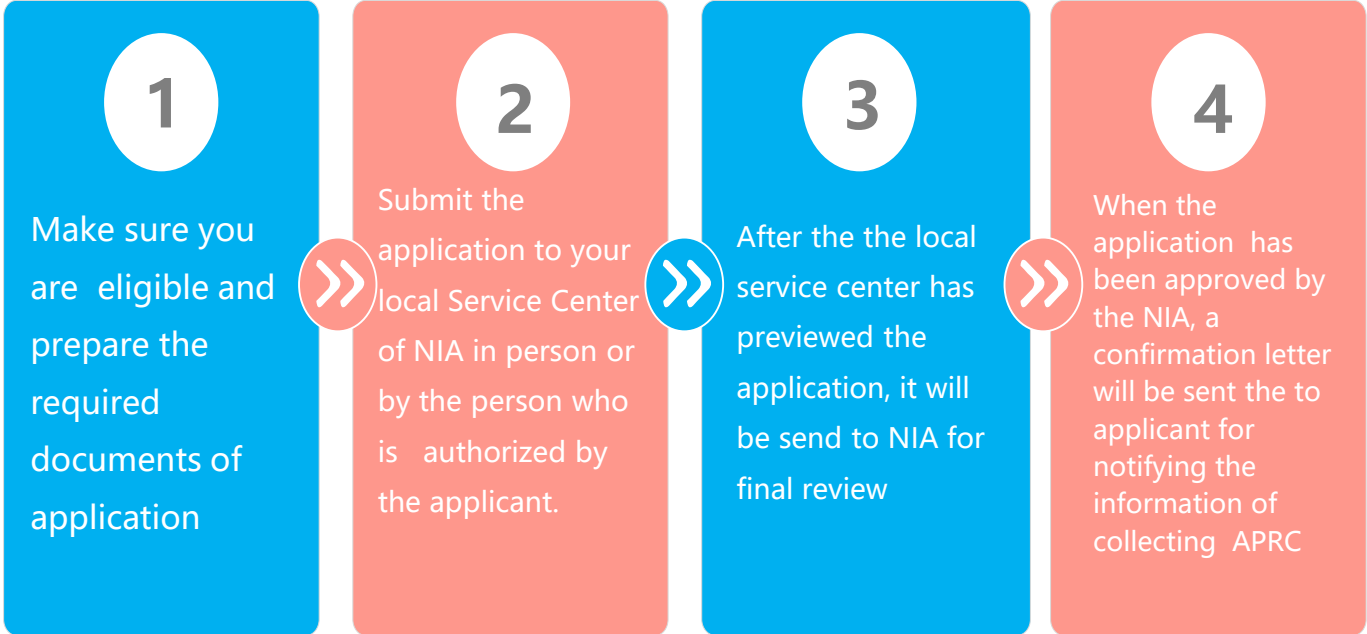 1
Make sure you
are eligible and
prepare the
required
documents of
application
2
Submit the
application to your
local Service Center
of NIA in person or
by the person who
is authorized by
the applicant.
3
After the the local
service center has
previewed the
application, it will
be send to NIA for
final review
4
When the
application has
been approved by
the NIA, a
confirmation letter
will be sent the to
applicant for
notifying the
information of
collecting APRC